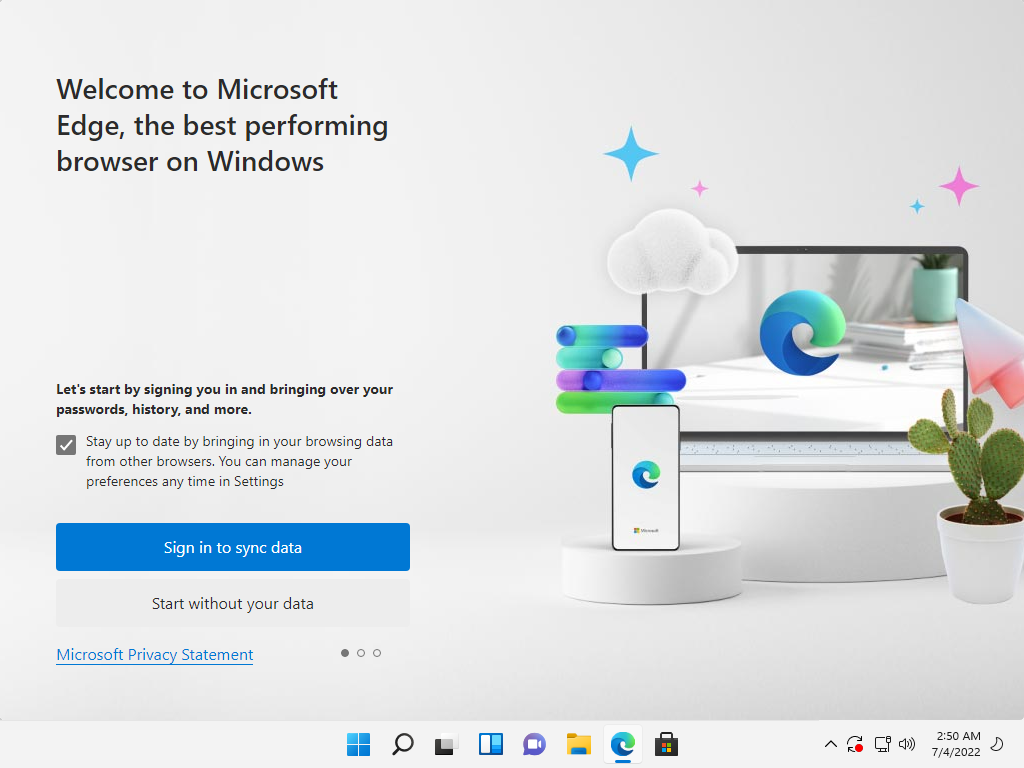 Welcome to Microsoft
Edge, the best performing
browser on Windows
Let's start by signing you in and bringing over your
passwords, history, and more.
Stay up to date by bringing in your browsing data
from other browsers. You can manage your
preferences any time in Settings
Sign in to sync data
Start without your data
Microsoft Privacy Statement
Microsoft
2:50 AM
7/4/2022